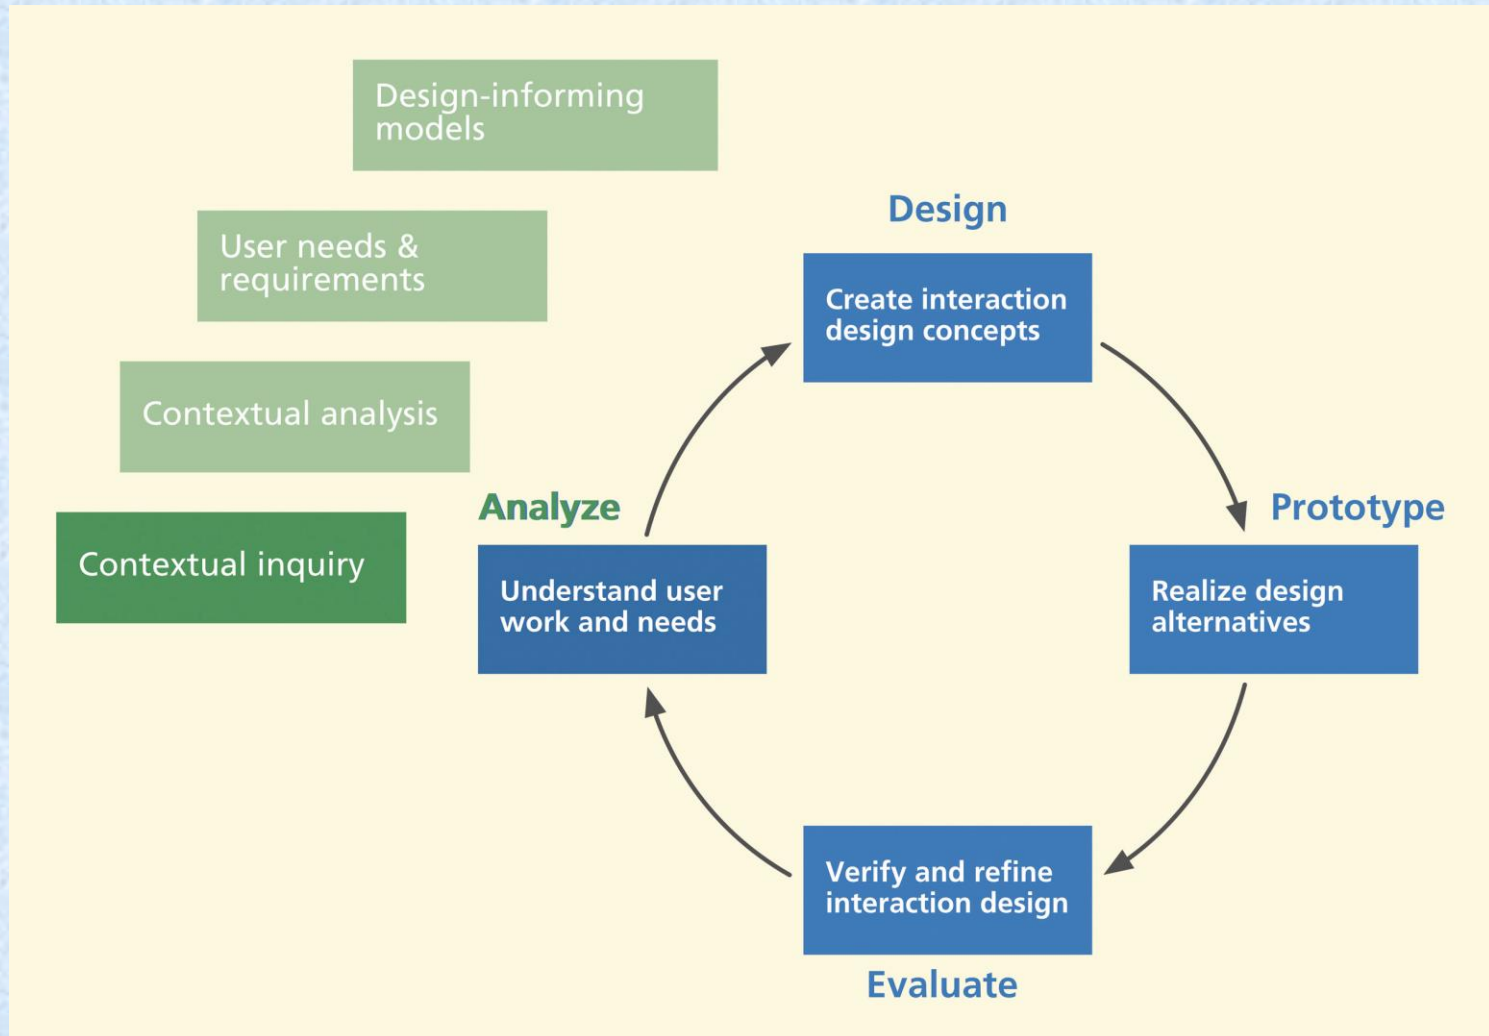 Design-informing
models
User needs &
requirements
Contextual analysis
Contextual inquiry
Analyze
Understand user
work and needs
Design
Create interaction
design concepts
Prototype
Realize design
alternatives
Verify and refine
interaction design
Evaluate